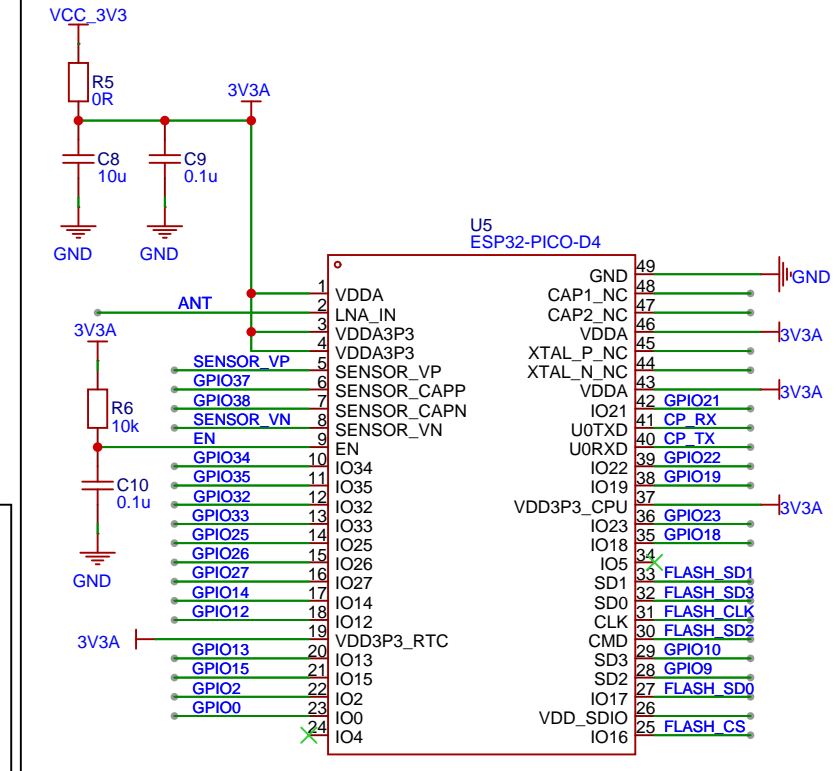 VCC_3V3
R5
0R
3V3A
C8
10u
C9
0.1u
GND
GND
U5
ESP32-PICO-D4
ANT
3V3A
R6
10k
C10
0.1u
GND
3V3A
1 VDDA
2 LNA_IN
3 VDDA3P3
4 VDDA3P3
SENSOR_VP 5 SENSOR_VP
GPIO37 6 SENSOR_CAPP
GPIO38 7 SENSOR_CAPN
SENSOR_VN 8 SENSOR_VN
EN 9 EN
GPIO34 10 IO34
GPIO35 11 IO35
GPIO32 12 IO32
GPIO33 13 IO33
GPIO25 14 IO25
GPIO26 15 IO26
GPIO27 16 IO27
GPIO14 17 IO14
GPIO12 18 IO12
19 VDD3P3_RTC
GPIO13 20 IO13
GPIO15 21 IO15
GPIO2 22 IO2
GPIO0 23 IO0
24 IO4
GND 49 GND
CAP1_NC 48
CAP2_NC 47
VDDA 46 3V3A
XTAL_P_NC 45
XTAL_N_NC 44
VDDA 43 3V3A
IO21 42 GPIO21
U0TXD 41 CP_RX
U0RXD 40 CP_TX
IO22 39 GPIO22
IO19 38 GPIO19
VDD3P3_CPU 37 3V3A
IO23 36 GPIO23
IO18 35 GPIO18
IO5 34
SD1 33 FLASH_SD1
SD0 32 FLASH_SD3
CLK 31 FLASH_CLK
CMD 30 FLASH_SD2
SD3 29 GPIO10
SD2 28 GPIO9
IO17 27 FLASH_SD0
VDD_SDIO 26
IO16 25 FLASH_CS